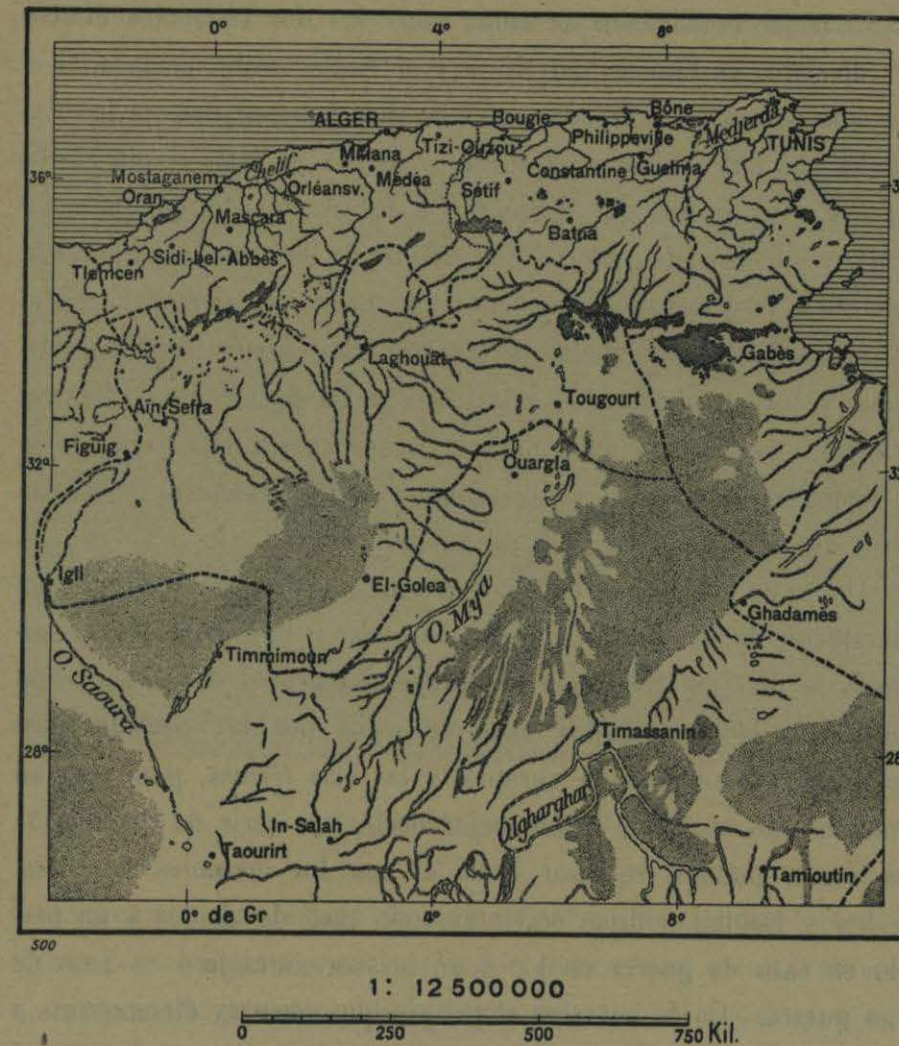 0° 4° 8°
ALGER Bougie Bône
Miliana Tizi-Ouzou Philippeville Medjerda TUNIS
36° Mostaganem Chelif Orléansv. Médéa Sétif Constantine Guelma
Oran Mascara Batna
Tlemcen Sidi-bel-Abbès
Laghouat Gabès
Aïn-Sefra Tougourt
32° Figuig Ouargla
Igli El-Golea O. Mya Ghadamès
O. Saoura Timmimoun
28° Timassanine 28
In-Salah O. Igharghar
Taourirt Tamioutin
0° de Gr 4° 8°
500
1: 12 500 000
0 250 500 750 Kil.